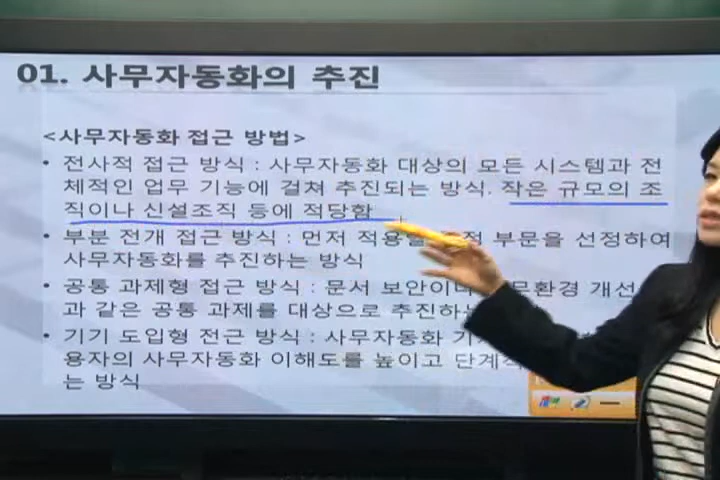 01. 사무자동화의 추진
<사무자동화 접근 방법>
• 전사적 접근 방식 : 사무자동화 대상의 모든 시스템과 전
체적인 업무 기능에 걸쳐 추진되는 방식. 작은 규모의 조
직이나 신설조직 등에 적당함
• 부분 전개 접근 방식 : 먼저 적용할 부문을 선정하여
사무자동화를 추진하는 방식
• 공통 과제형 접근 방식 : 문서 보안이나 개선
과 같은 공통 과제를 대상으로 추진하
• 기기 도입형 전근 방식 : 사무자동화
용자의 사무자동화 이해도를 높이고
는 방식